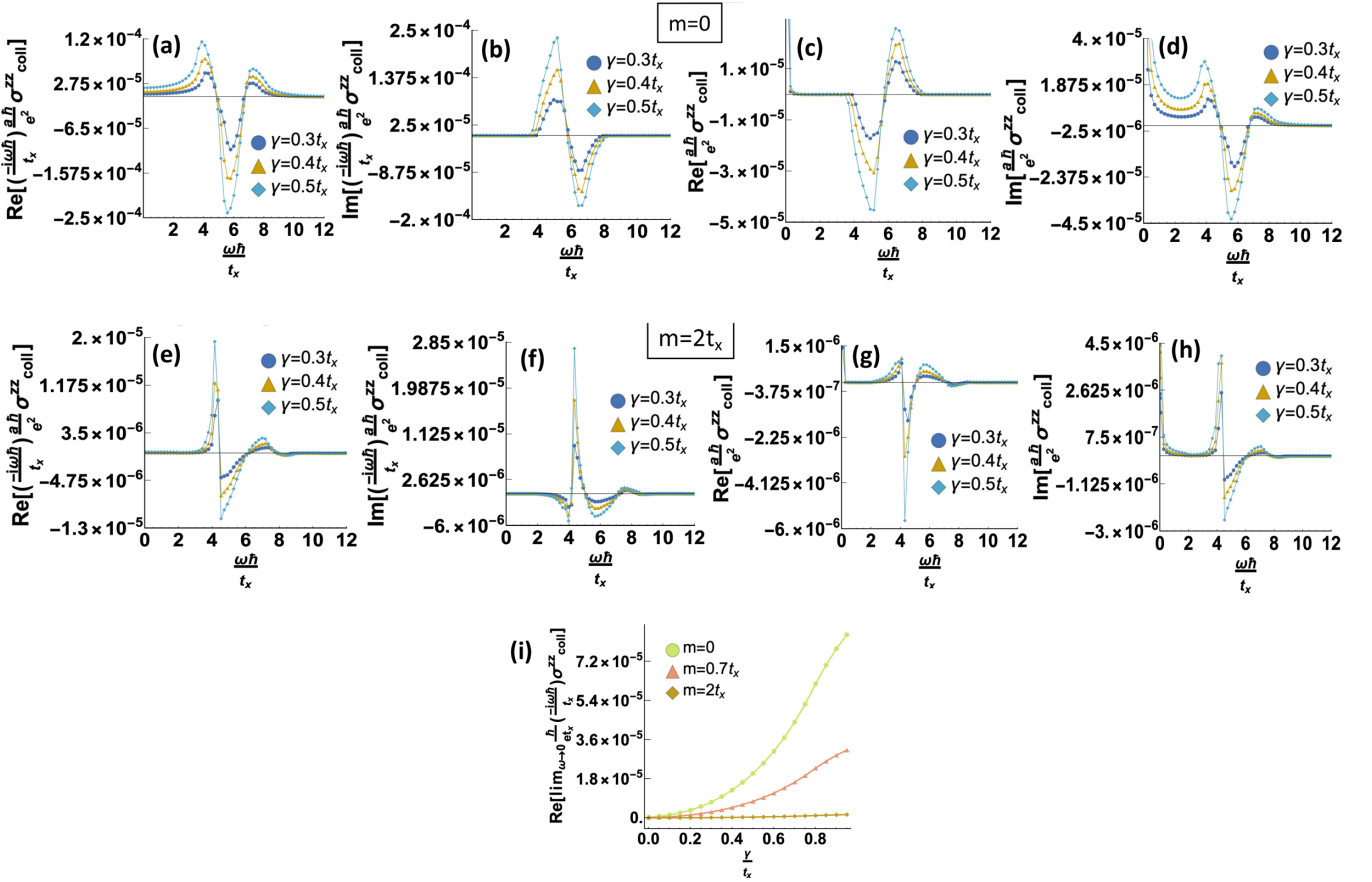 m=0
(a)
Re[(-iωħ/t_x) aħ/e² σ^zz_coll]
1.2×10⁻⁴
2.75×10⁻⁵
-6.5×10⁻⁵
-1.575×10⁻⁴
-2.5×10⁻⁴
γ=0.3t_x
γ=0.4t_x
γ=0.5t_x
2 4 6 8 10 12
ωħ/t_x
(b)
Im[(-iωħ/t_x) aħ/e² σ^zz_coll]
2.5×10⁻⁴
1.375×10⁻⁴
2.5×10⁻⁵
-8.75×10⁻⁵
-2.×10⁻⁴
γ=0.3t_x
γ=0.4t_x
γ=0.5t_x
2 4 6 8 10 12
ωħ/t_x
(c)
Re[aħ/e² σ^zz_coll]
1.×10⁻⁵
-1.×10⁻⁵
-3.×10⁻⁵
-5.×10⁻⁵
γ=0.3t_x
γ=0.4t_x
γ=0.5t_x
2 4 6 8 10 12
ωħ/t_x
(d)
Im[aħ/e² σ^zz_coll]
4.×10⁻⁵
1.875×10⁻⁵
-2.5×10⁻⁶
-2.375×10⁻⁵
-4.5×10⁻⁵
γ=0.3t_x
γ=0.4t_x
γ=0.5t_x
0 2 4 6 8 10 12
ωħ/t_x
m=2t_x
(e)
Re[(-iωħ/t_x) aħ/e² σ^zz_coll]
2.×10⁻⁵
1.175×10⁻⁵
3.5×10⁻⁶
-4.75×10⁻⁶
-1.3×10⁻⁵
γ=0.3t_x
γ=0.4t_x
γ=0.5t_x
0 2 4 6 8 10 12
ωħ/t_x
(f)
Im[(-iωħ/t_x) aħ/e² σ^zz_coll]
2.85×10⁻⁵
1.9875×10⁻⁵
1.125×10⁻⁵
2.625×10⁻⁶
-6.×10⁻⁶
γ=0.3t_x
γ=0.4t_x
γ=0.5t_x
0 2 4 6 8 10 12
ωħ/t_x
(g)
Re[aħ/e² σ^zz_coll]
1.5×10⁻⁶
-3.75×10⁻⁷
-2.25×10⁻⁶
-4.125×10⁻⁶
-6.×10⁻⁶
γ=0.3t_x
γ=0.4t_x
γ=0.5t_x
0 2 4 6 8 10 12
ωħ/t_x
(h)
Im[aħ/e² σ^zz_coll]
4.5×10⁻⁶
2.625×10⁻⁶
7.5×10⁻⁷
-1.125×10⁻⁶
-3.×10⁻⁶
γ=0.3t_x
γ=0.4t_x
γ=0.5t_x
0 2 4 6 8 10 12
ωħ/t_x
(i)
Re[lim_ω→0 ħ/et_x (-iωħ/t_x)σ^zz_coll]
7.2×10⁻⁵
5.4×10⁻⁵
3.6×10⁻⁵
1.8×10⁻⁵
0.
m=0
m=0.7t_x
m=2t_x
0.0 0.2 0.4 0.6 0.8
γ/t_x